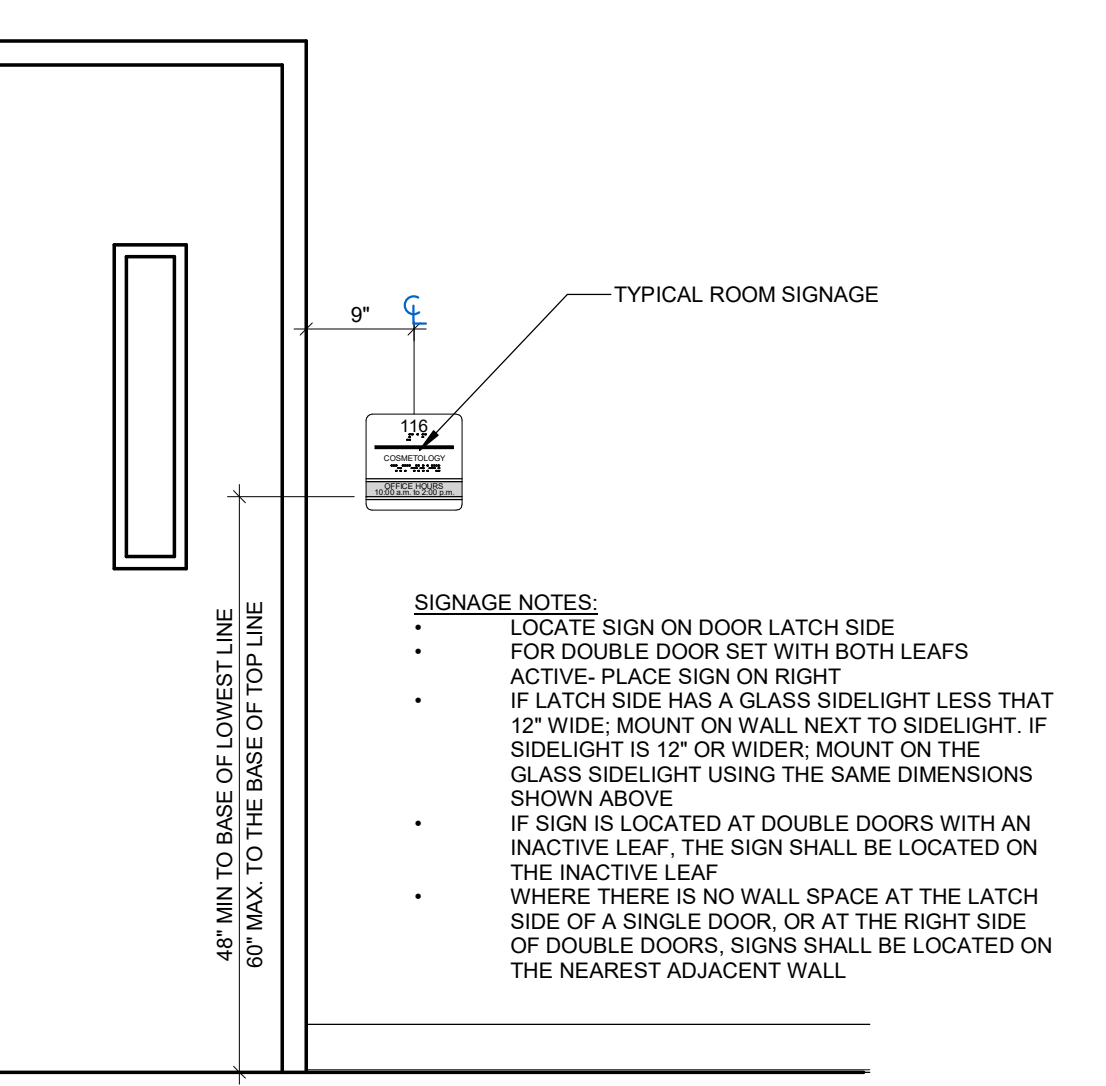 TYPICAL ROOM SIGNAGE
9"
℄
116
COSMETOLOGY
OFFICE HOURS
10:00 a.m. to 2:00 p.m.
48" MIN TO BASE OF LOWEST LINE
60" MAX. TO THE BASE OF TOP LINE
SIGNAGE NOTES:
• LOCATE SIGN ON DOOR LATCH SIDE
• FOR DOUBLE DOOR SET WITH BOTH LEAFS
ACTIVE- PLACE SIGN ON RIGHT
• IF LATCH SIDE HAS A GLASS SIDELIGHT LESS THAT
12" WIDE; MOUNT ON WALL NEXT TO SIDELIGHT. IF
SIDELIGHT IS 12" OR WIDER; MOUNT ON THE
GLASS SIDELIGHT USING THE SAME DIMENSIONS
SHOWN ABOVE
• IF SIGN IS LOCATED AT DOUBLE DOORS WITH AN
INACTIVE LEAF, THE SIGN SHALL BE LOCATED ON
THE INACTIVE LEAF
• WHERE THERE IS NO WALL SPACE AT THE LATCH
SIDE OF A SINGLE DOOR, OR AT THE RIGHT SIDE
OF DOUBLE DOORS, SIGNS SHALL BE LOCATED ON
THE NEAREST ADJACENT WALL